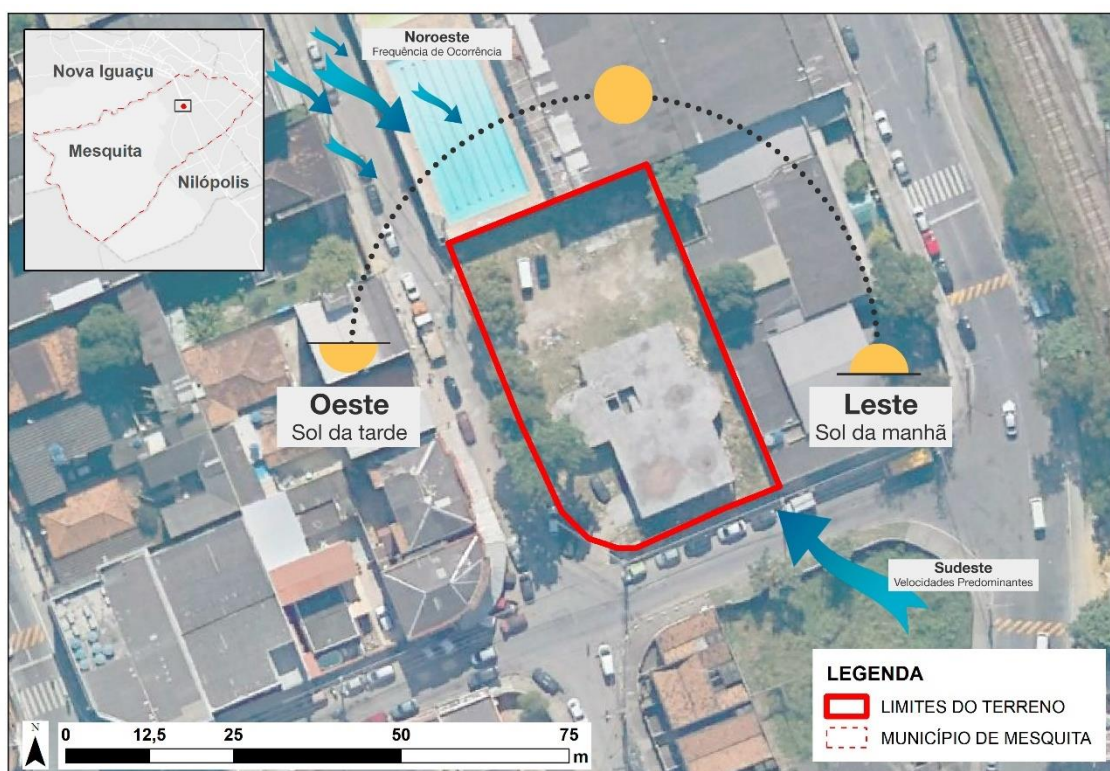 Nova Iguaçu
Mesquita
Nilópolis
Noroeste
Frequência de Ocorrência
Oeste
Sol da tarde
Leste
Sol da manhã
Sudeste
Velocidades Predominantes
LEGENDA
LIMITES DO TERRENO
MUNICÍPIO DE MESQUITA
N
0 12,5 25 50 75
m